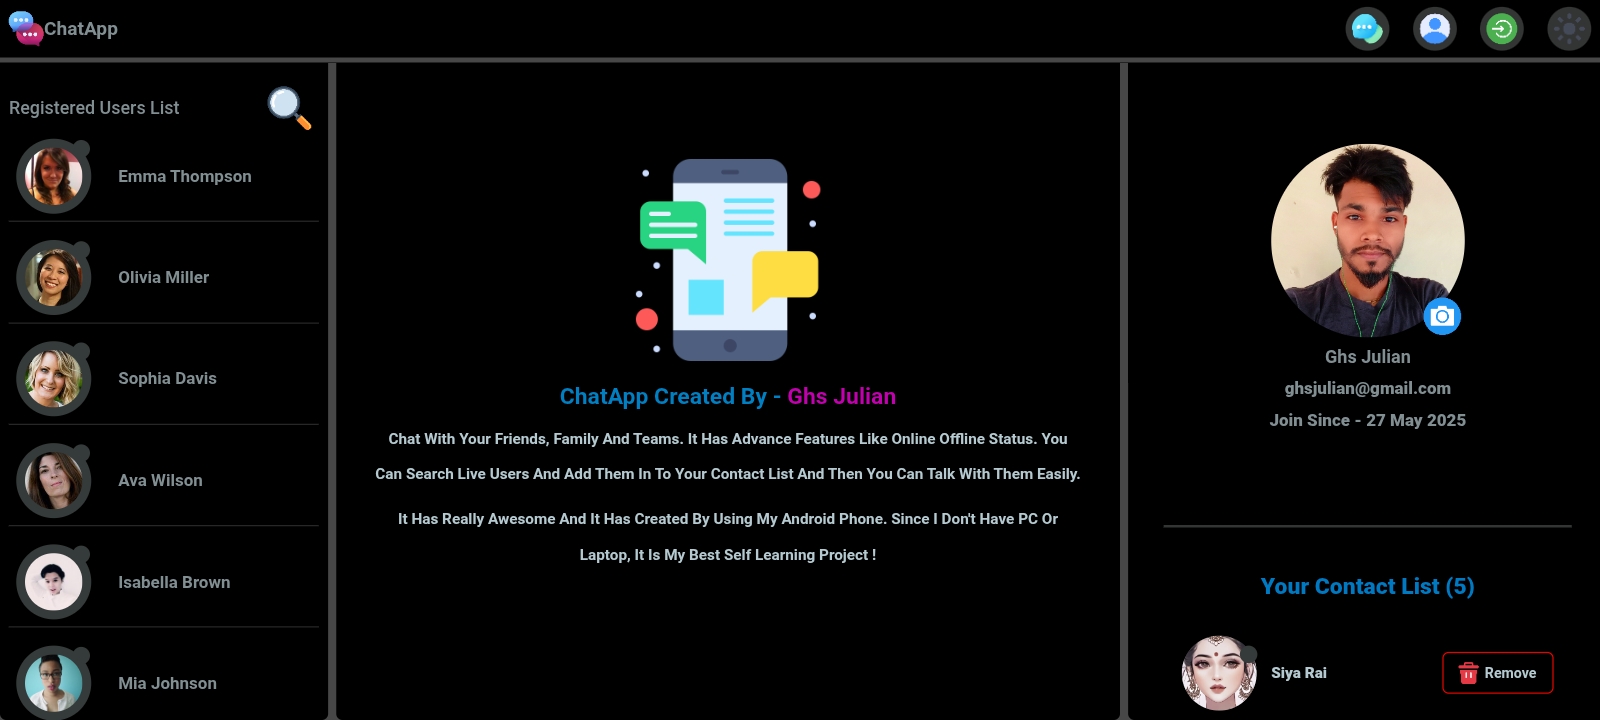 ChatApp
Registered Users List
Emma Thompson
Olivia Miller
Sophia Davis
Ava Wilson
Isabella Brown
Mia Johnson
ChatApp Created By - Ghs Julian
Chat With Your Friends, Family And Teams. It Has Advance Features Like Online Offline Status. You
Can Search Live Users And Add Them In To Your Contact List And Then You Can Talk With Them Easily.
It Has Really Awesome And It Has Created By Using My Android Phone. Since I Don't Have PC Or
Laptop, It Is My Best Self Learning Project !
Ghs Julian
ghsjulian@gmail.com
Join Since - 27 May 2025
Your Contact List (5)
Siya Rai
Remove